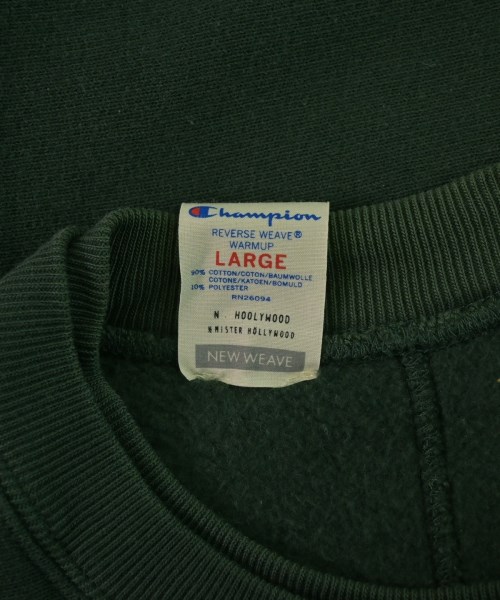 Champion
REVERSE WEAVE®
WARMUP
LARGE
90% COTTON/COTON/BAUMWOLLE
COTONE/KATOEN/BOMULD
10% POLYESTER
RN26094
N HOOLYWOOD
N MISTER HOLLYWOOD
NEW WEAVE